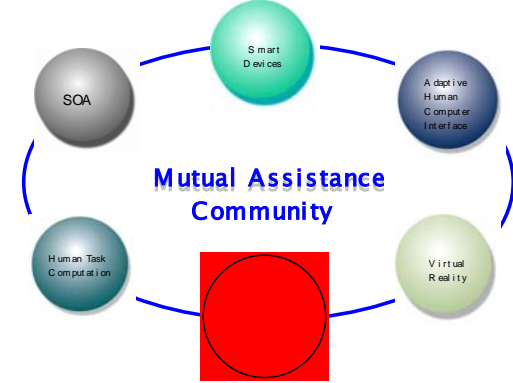 Smart
Devices
SOA
Adaptive
Human
Computer
Interface
Mutual Assistance
Community
Human Task
Computation
Virtual
Reality